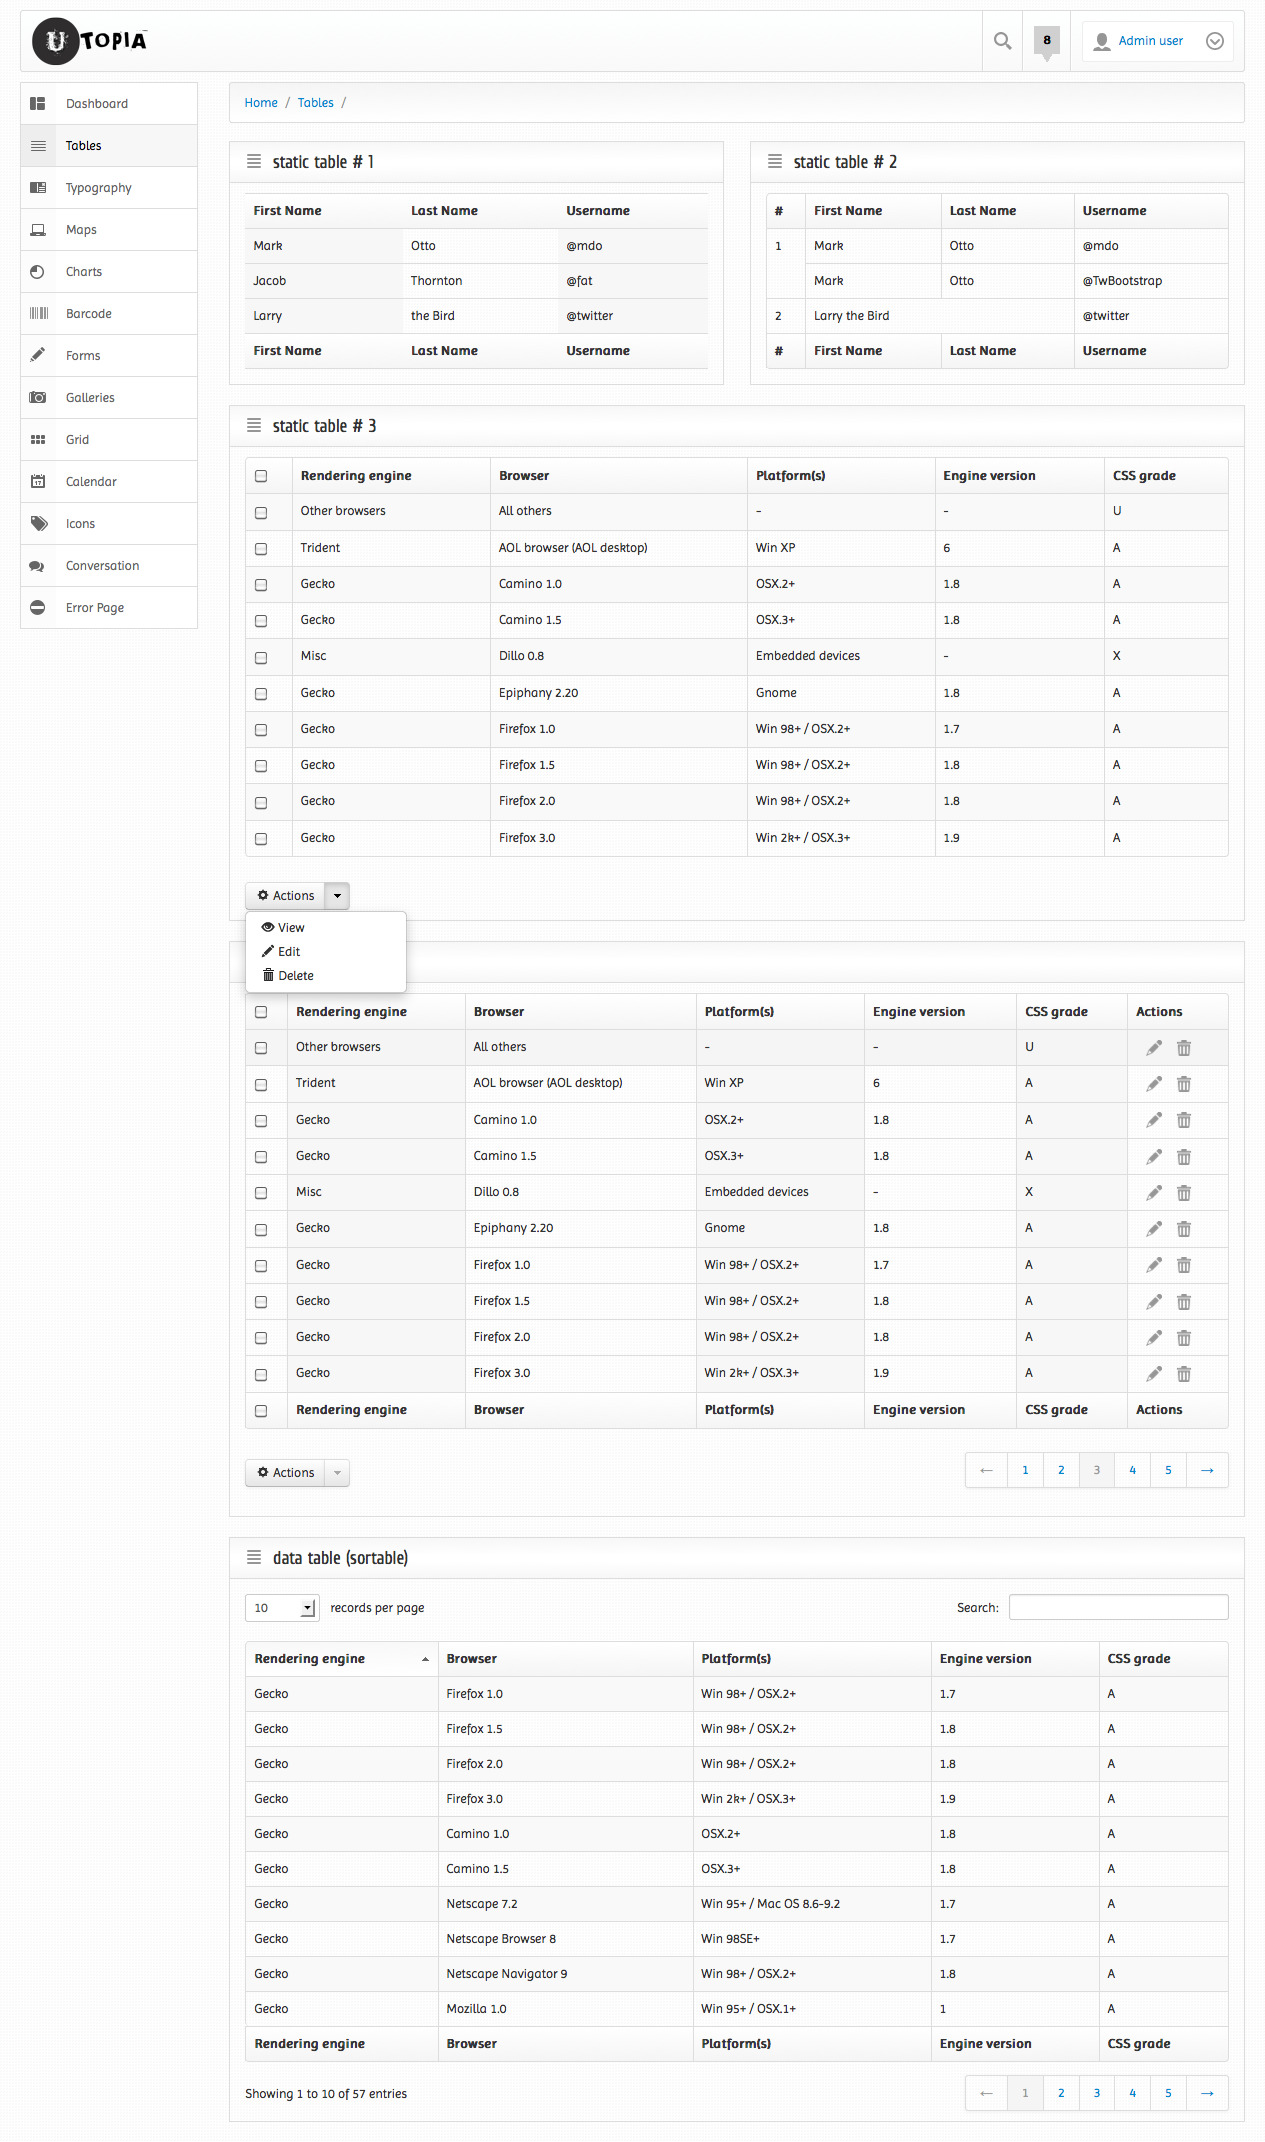 UTOPIA
8
Admin user
Dashboard
Tables
Typography
Maps
Charts
Barcode
Forms
Galleries
Grid
Calendar
Icons
Conversation
Error Page
Home / Tables /
static table # 1
First Name Last Name Username
Mark Otto @mdo
Jacob Thornton @fat
Larry the Bird @twitter
First Name Last Name Username
static table # 2
# First Name Last Name Username
1 Mark Otto @mdo
Mark Otto @TwBootstrap
2 Larry the Bird @twitter
# First Name Last Name Username
static table # 3
Rendering engine Browser Platform(s) Engine version CSS grade
Other browsers All others - - U
Trident AOL browser (AOL desktop) Win XP 6 A
Gecko Camino 1.0 OSX.2+ 1.8 A
Gecko Camino 1.5 OSX.3+ 1.8 A
Misc Dillo 0.8 Embedded devices - X
Gecko Epiphany 2.20 Gnome 1.8 A
Gecko Firefox 1.0 Win 98+ / OSX.2+ 1.7 A
Gecko Firefox 1.5 Win 98+ / OSX.2+ 1.8 A
Gecko Firefox 2.0 Win 98+ / OSX.2+ 1.8 A
Gecko Firefox 3.0 Win 2k+ / OSX.3+ 1.9 A
Actions
View
Edit
Delete
Rendering engine Browser Platform(s) Engine version CSS grade Actions
Other browsers All others - - U
Trident AOL browser (AOL desktop) Win XP 6 A
Gecko Camino 1.0 OSX.2+ 1.8 A
Gecko Camino 1.5 OSX.3+ 1.8 A
Misc Dillo 0.8 Embedded devices - X
Gecko Epiphany 2.20 Gnome 1.8 A
Gecko Firefox 1.0 Win 98+ / OSX.2+ 1.7 A
Gecko Firefox 1.5 Win 98+ / OSX.2+ 1.8 A
Gecko Firefox 2.0 Win 98+ / OSX.2+ 1.8 A
Gecko Firefox 3.0 Win 2k+ / OSX.3+ 1.9 A
Rendering engine Browser Platform(s) Engine version CSS grade Actions
Actions ← 1 2 3 4 5 →
data table (sortable)
10 records per page Search:
Rendering engine Browser Platform(s) Engine version CSS grade
Gecko Firefox 1.0 Win 98+ / OSX.2+ 1.7 A
Gecko Firefox 1.5 Win 98+ / OSX.2+ 1.8 A
Gecko Firefox 2.0 Win 98+ / OSX.2+ 1.8 A
Gecko Firefox 3.0 Win 2k+ / OSX.3+ 1.9 A
Gecko Camino 1.0 OSX.2+ 1.8 A
Gecko Camino 1.5 OSX.3+ 1.8 A
Gecko Netscape 7.2 Win 95+ / Mac OS 8.6-9.2 1.7 A
Gecko Netscape Browser 8 Win 98SE+ 1.7 A
Gecko Netscape Navigator 9 Win 98+ / OSX.2+ 1.8 A
Gecko Mozilla 1.0 Win 95+ / OSX.1+ 1 A
Rendering engine Browser Platform(s) Engine version CSS grade
Showing 1 to 10 of 57 entries ← 1 2 3 4 5 →